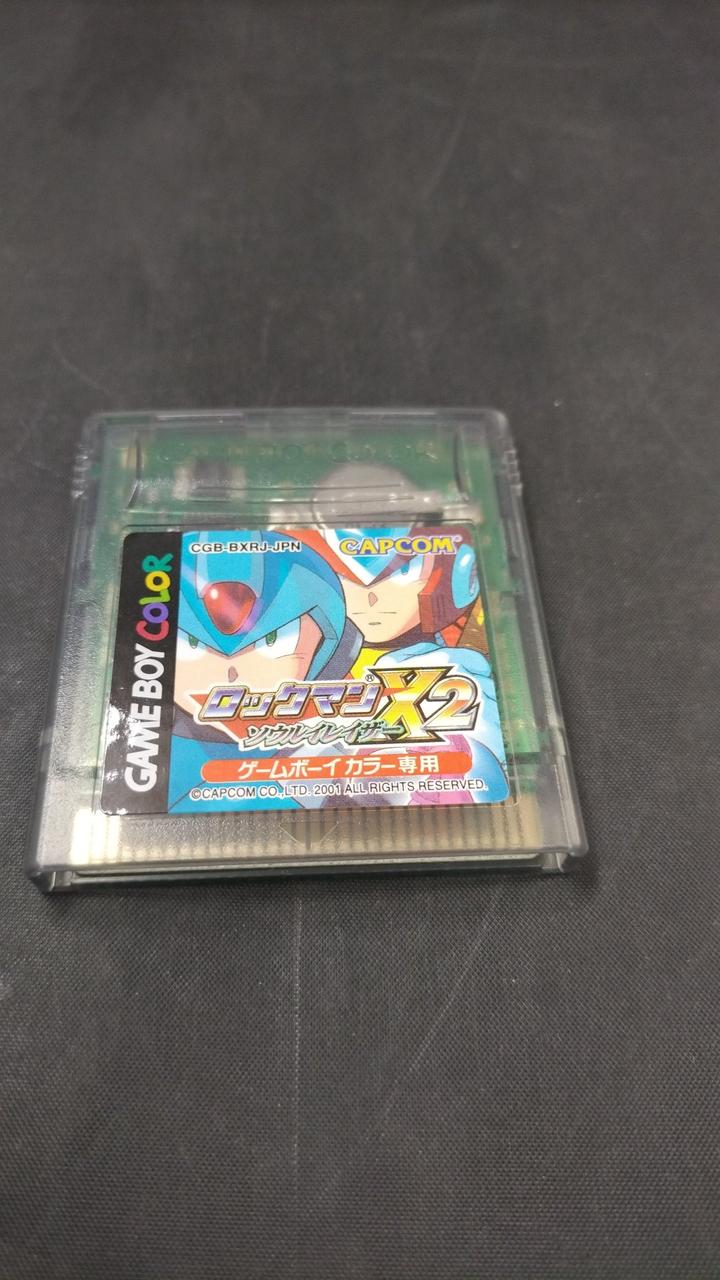 GAME BOY COLOR
CGB-BXRJ-JPN
CAPCOM®
ロックマン®X2
ソウルイレイザー
ゲームボーイ カラー専用
©CAPCOM CO.,LTD. 2001 ALL RIGHTS RESERVED.